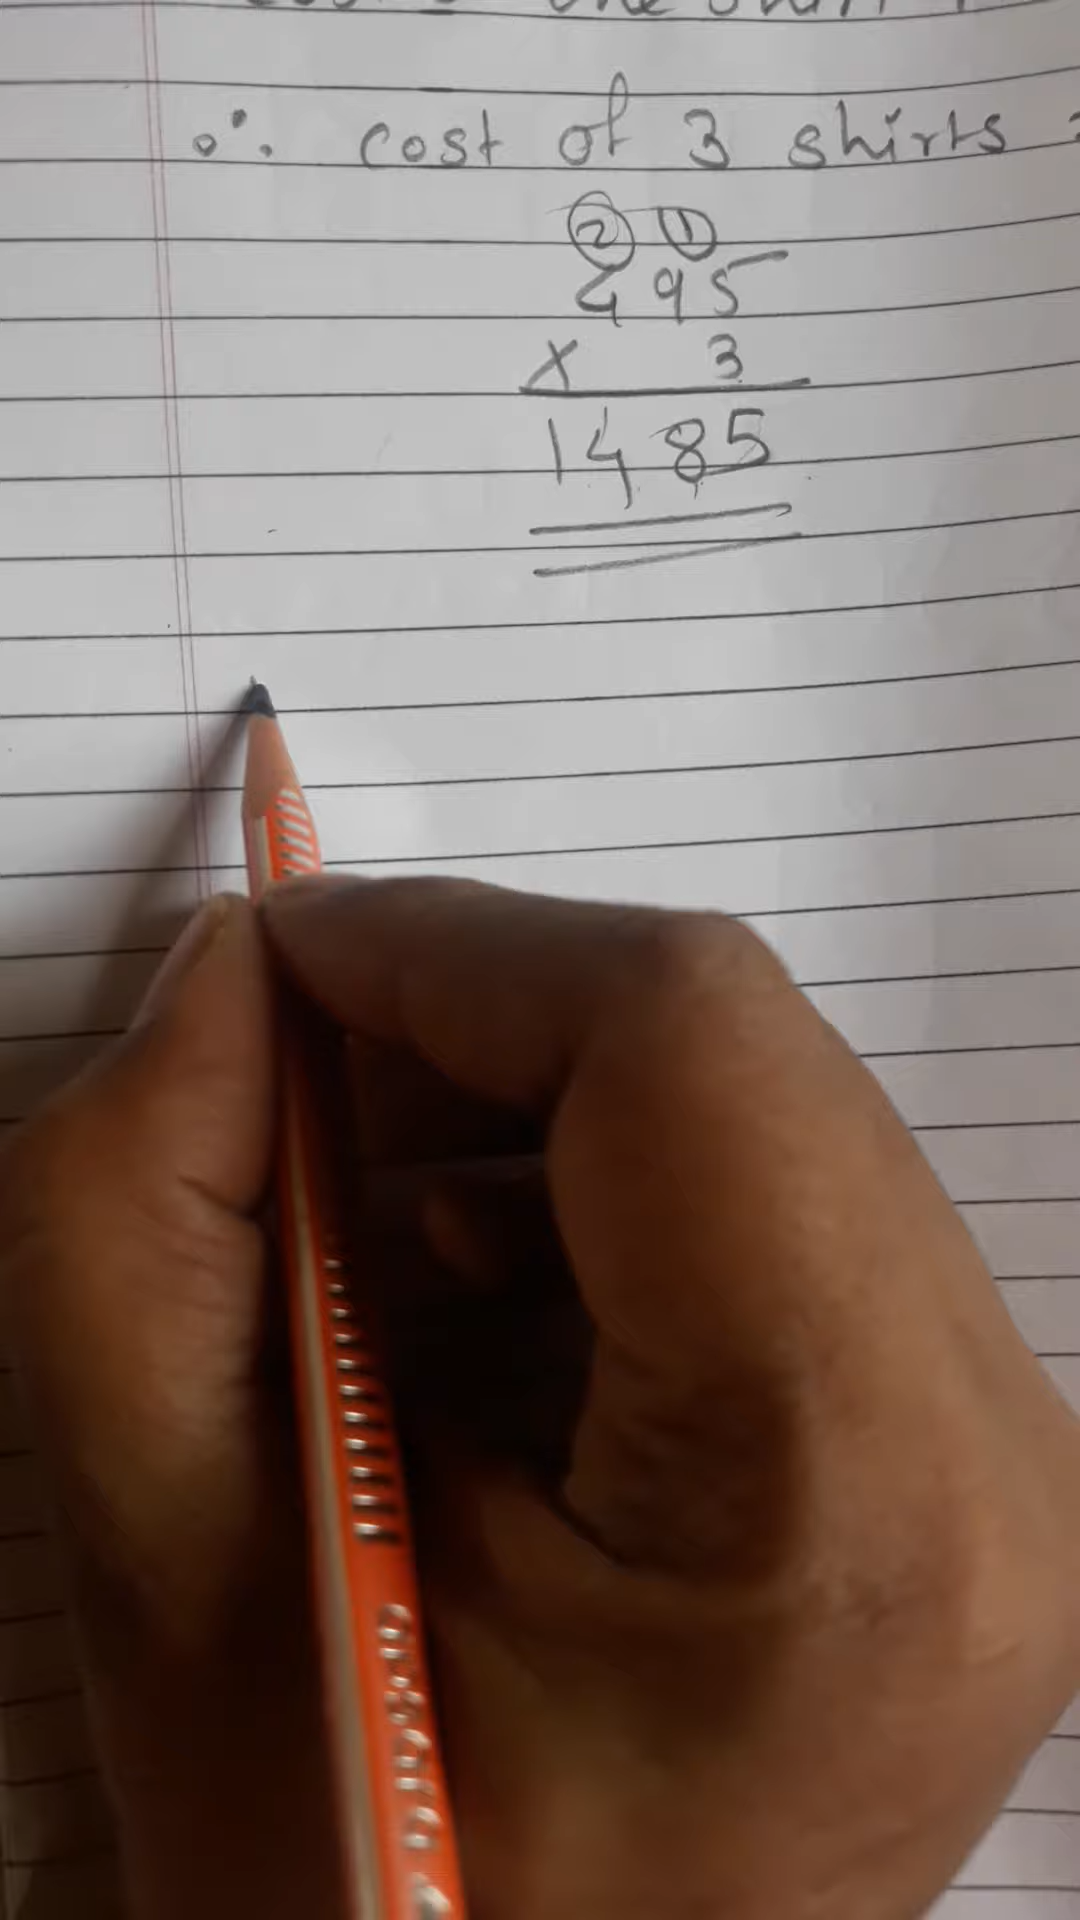 ∴ cost of 3 shirts
② ①
495
× 3
1485